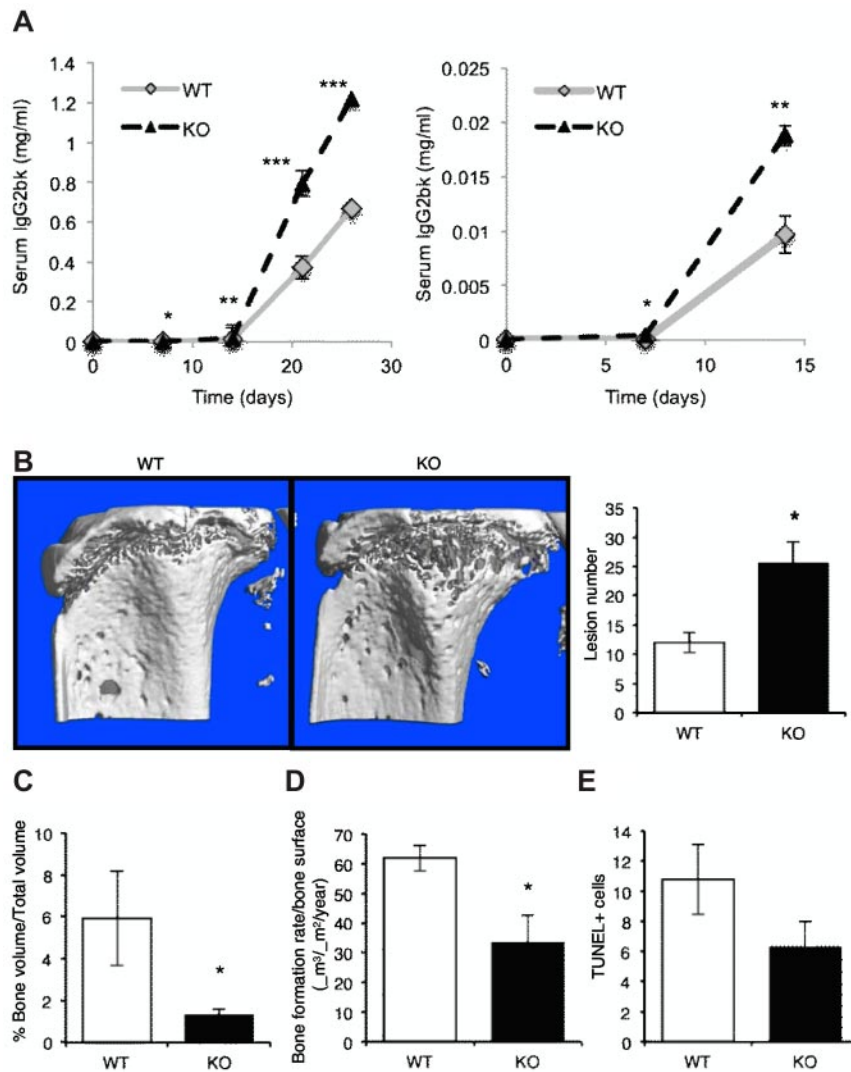 A
Serum IgG2bk (mg/ml)
1.4
1.2
1
0.8
0.6
0.4
0.2
0
WT
KO
*
**
***
***
0
10
20
30
Time (days)
Serum IgG2bk (mg/ml)
0.025
0.02
0.015
0.01
0.005
0
WT
KO
*
**
0
5
10
15
Time (days)
B
WT
KO
Lesion number
35
30
25
20
15
10
5
0
*
WT
KO
C
% Bone volume/Total volume
10
8
6
4
2
0
*
WT
KO
D
Bone formation rate/bone surface
(_m³/_m²/year)
70
60
50
40
30
20
10
0
*
WT
KO
E
TUNEL+ cells
14
12
10
8
6
4
2
0
WT
KO